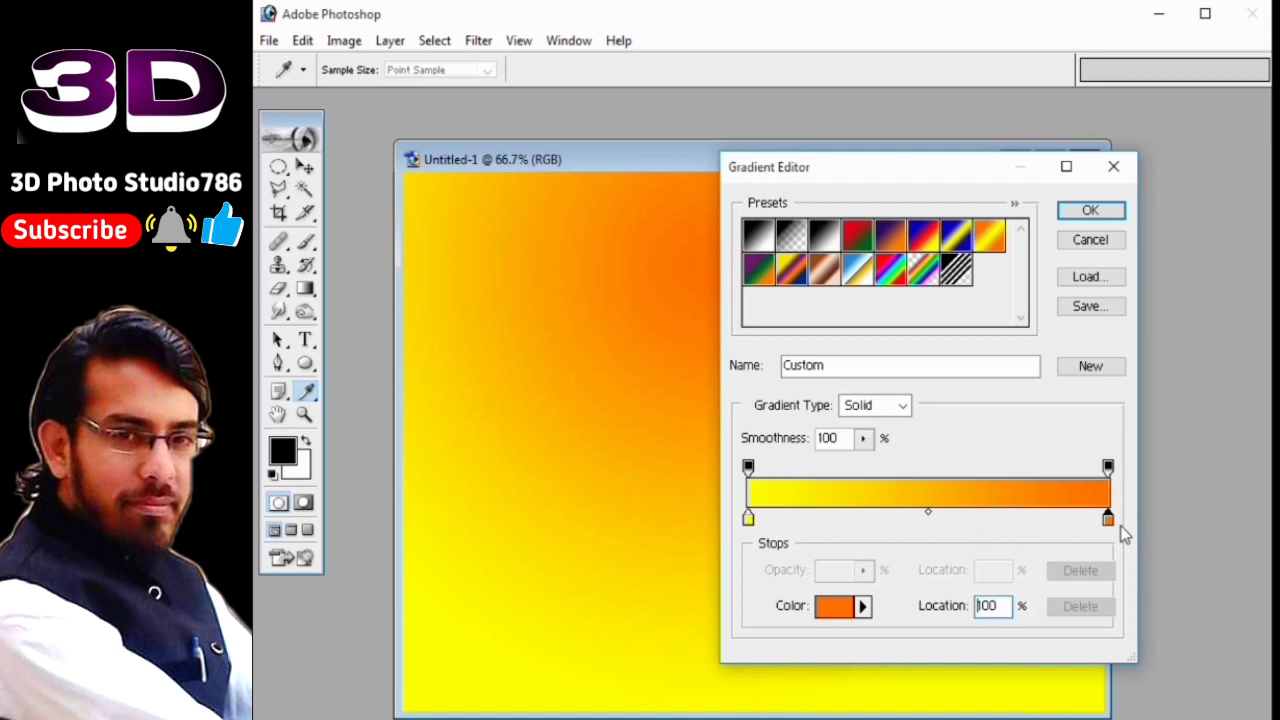 3D
3D Photo Studio786
Subscribe
Adobe Photoshop
File Edit Image Layer Select Filter View Window Help
Sample Size: Point Sample
Untitled-1 @ 66.7% (RGB)
Gradient Editor
Presets
OK
Cancel
Load...
Save...
Name: Custom
New
Gradient Type: Solid
Smoothness: 100 %
Stops
Opacity: % Location: % Delete
Color: Location: 100 % Delete